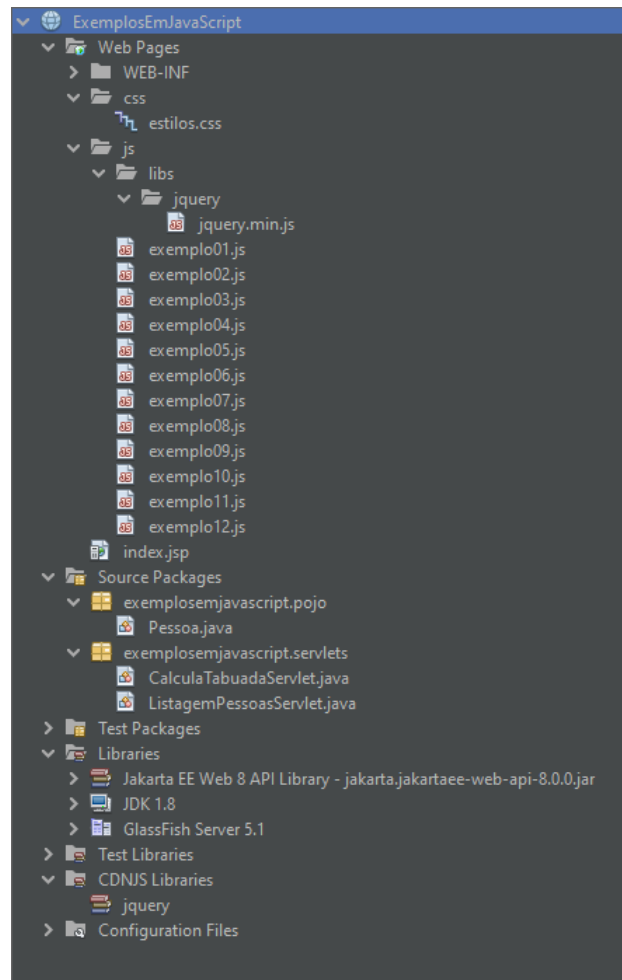 ExemplosEmJavaScript
Web Pages
WEB-INF
css
estilos.css
js
libs
jquery
jquery.min.js
exemplo01.js
exemplo02.js
exemplo03.js
exemplo04.js
exemplo05.js
exemplo06.js
exemplo07.js
exemplo08.js
exemplo09.js
exemplo10.js
exemplo11.js
exemplo12.js
index.jsp
Source Packages
exemplosemjavascript.pojo
Pessoa.java
exemplosemjavascript.servlets
CalculaTabuadaServlet.java
ListagemPessoasServlet.java
Test Packages
Libraries
Jakarta EE Web 8 API Library - jakarta.jakartaee-web-api-8.0.0.jar
JDK 1.8
GlassFish Server 5.1
Test Libraries
CDNJS Libraries
jquery
Configuration Files